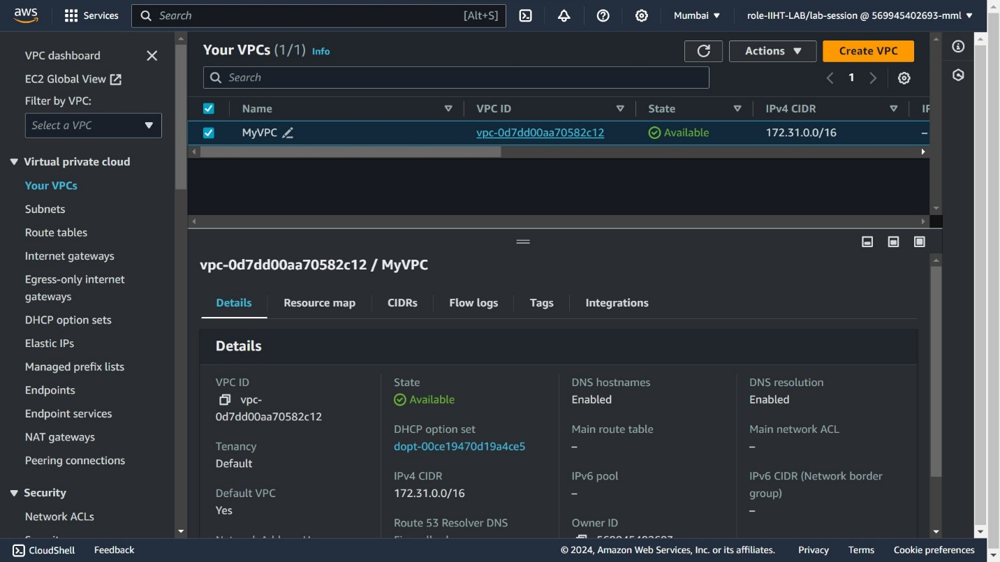 aws
Services
Search
[Alt+S]
Mumbai
role-IIHT-LAB/lab-session @ 569945402693-mml
VPC dashboard
EC2 Global View
Filter by VPC:
Select a VPC
Virtual private cloud
Your VPCs
Subnets
Route tables
Internet gateways
Egress-only internet
gateways
DHCP option sets
Elastic IPs
Managed prefix lists
Endpoints
Endpoint services
NAT gateways
Peering connections
Security
Network ACLs
Your VPCs (1/1) Info
Actions
Create VPC
Search
1
Name
VPC ID
State
IPv4 CIDR
MyVPC
vpc-0d7dd00aa70582c12
Available
172.31.0.0/16
–
vpc-0d7dd00aa70582c12 / MyVPC
Details
Resource map
CIDRs
Flow logs
Tags
Integrations
Details
VPC ID
vpc-
0d7dd00aa70582c12
State
Available
DNS hostnames
Enabled
DNS resolution
Enabled
Tenancy
Default
DHCP option set
dopt-00ce19470d19a4ce5
Main route table
–
Main network ACL
–
Default VPC
Yes
IPv4 CIDR
172.31.0.0/16
IPv6 pool
–
IPv6 CIDR (Network border
group)
–
Route 53 Resolver DNS
Owner ID
CloudShell
Feedback
© 2024, Amazon Web Services, Inc. or its affiliates.
Privacy
Terms
Cookie preferences